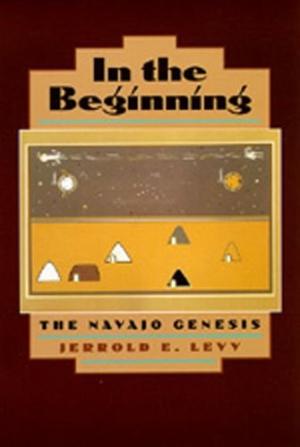 In the
Beginning
THE NAVAJO GENESIS
JERROLD E. LEVY